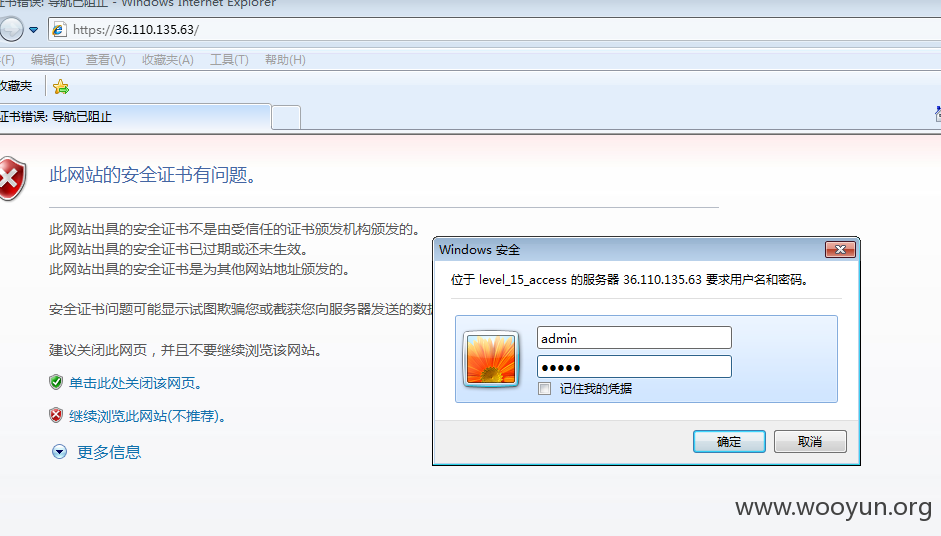 证书错误: 导航已阻止 - Windows Internet Explorer
https://36.110.135.63/
(F) 编辑(E) 查看(V) 收藏夹(A) 工具(T) 帮助(H)
收藏夹
证书错误: 导航已阻止
此网站的安全证书有问题。
此网站出具的安全证书不是由受信任的证书颁发机构颁发的。
此网站出具的安全证书已过期或还未生效。
此网站出具的安全证书是为其他网站地址颁发的。
安全证书问题可能显示试图欺骗您或截获您向服务器发送的数据
建议关闭此网页，并且不要继续浏览该网站。
单击此处关闭该网页。
继续浏览此网站(不推荐)。
更多信息
Windows 安全
位于 level_15_access 的服务器 36.110.135.63 要求用户名和密码。
admin
●●●●●
记住我的凭据
确定 取消
www.wooyun.org